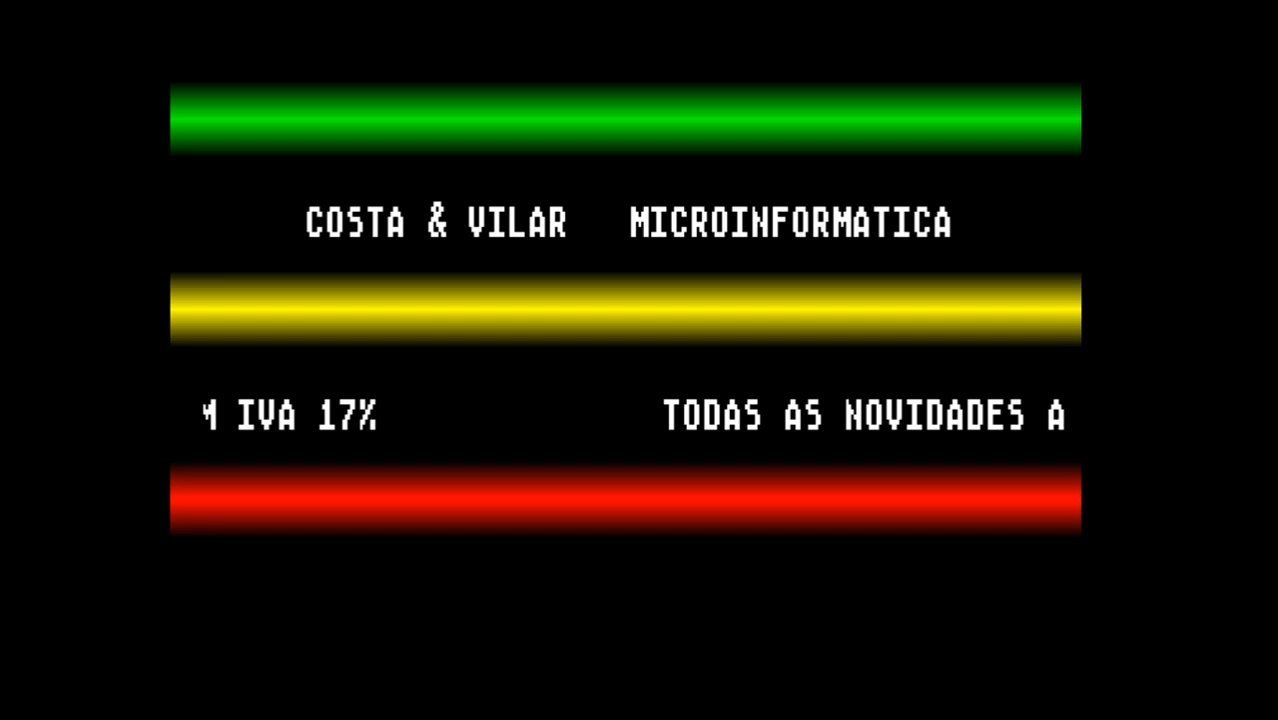 COSTA & VILAR MICROINFORMATICA
IVA 17% TODAS AS NOVIDADES A